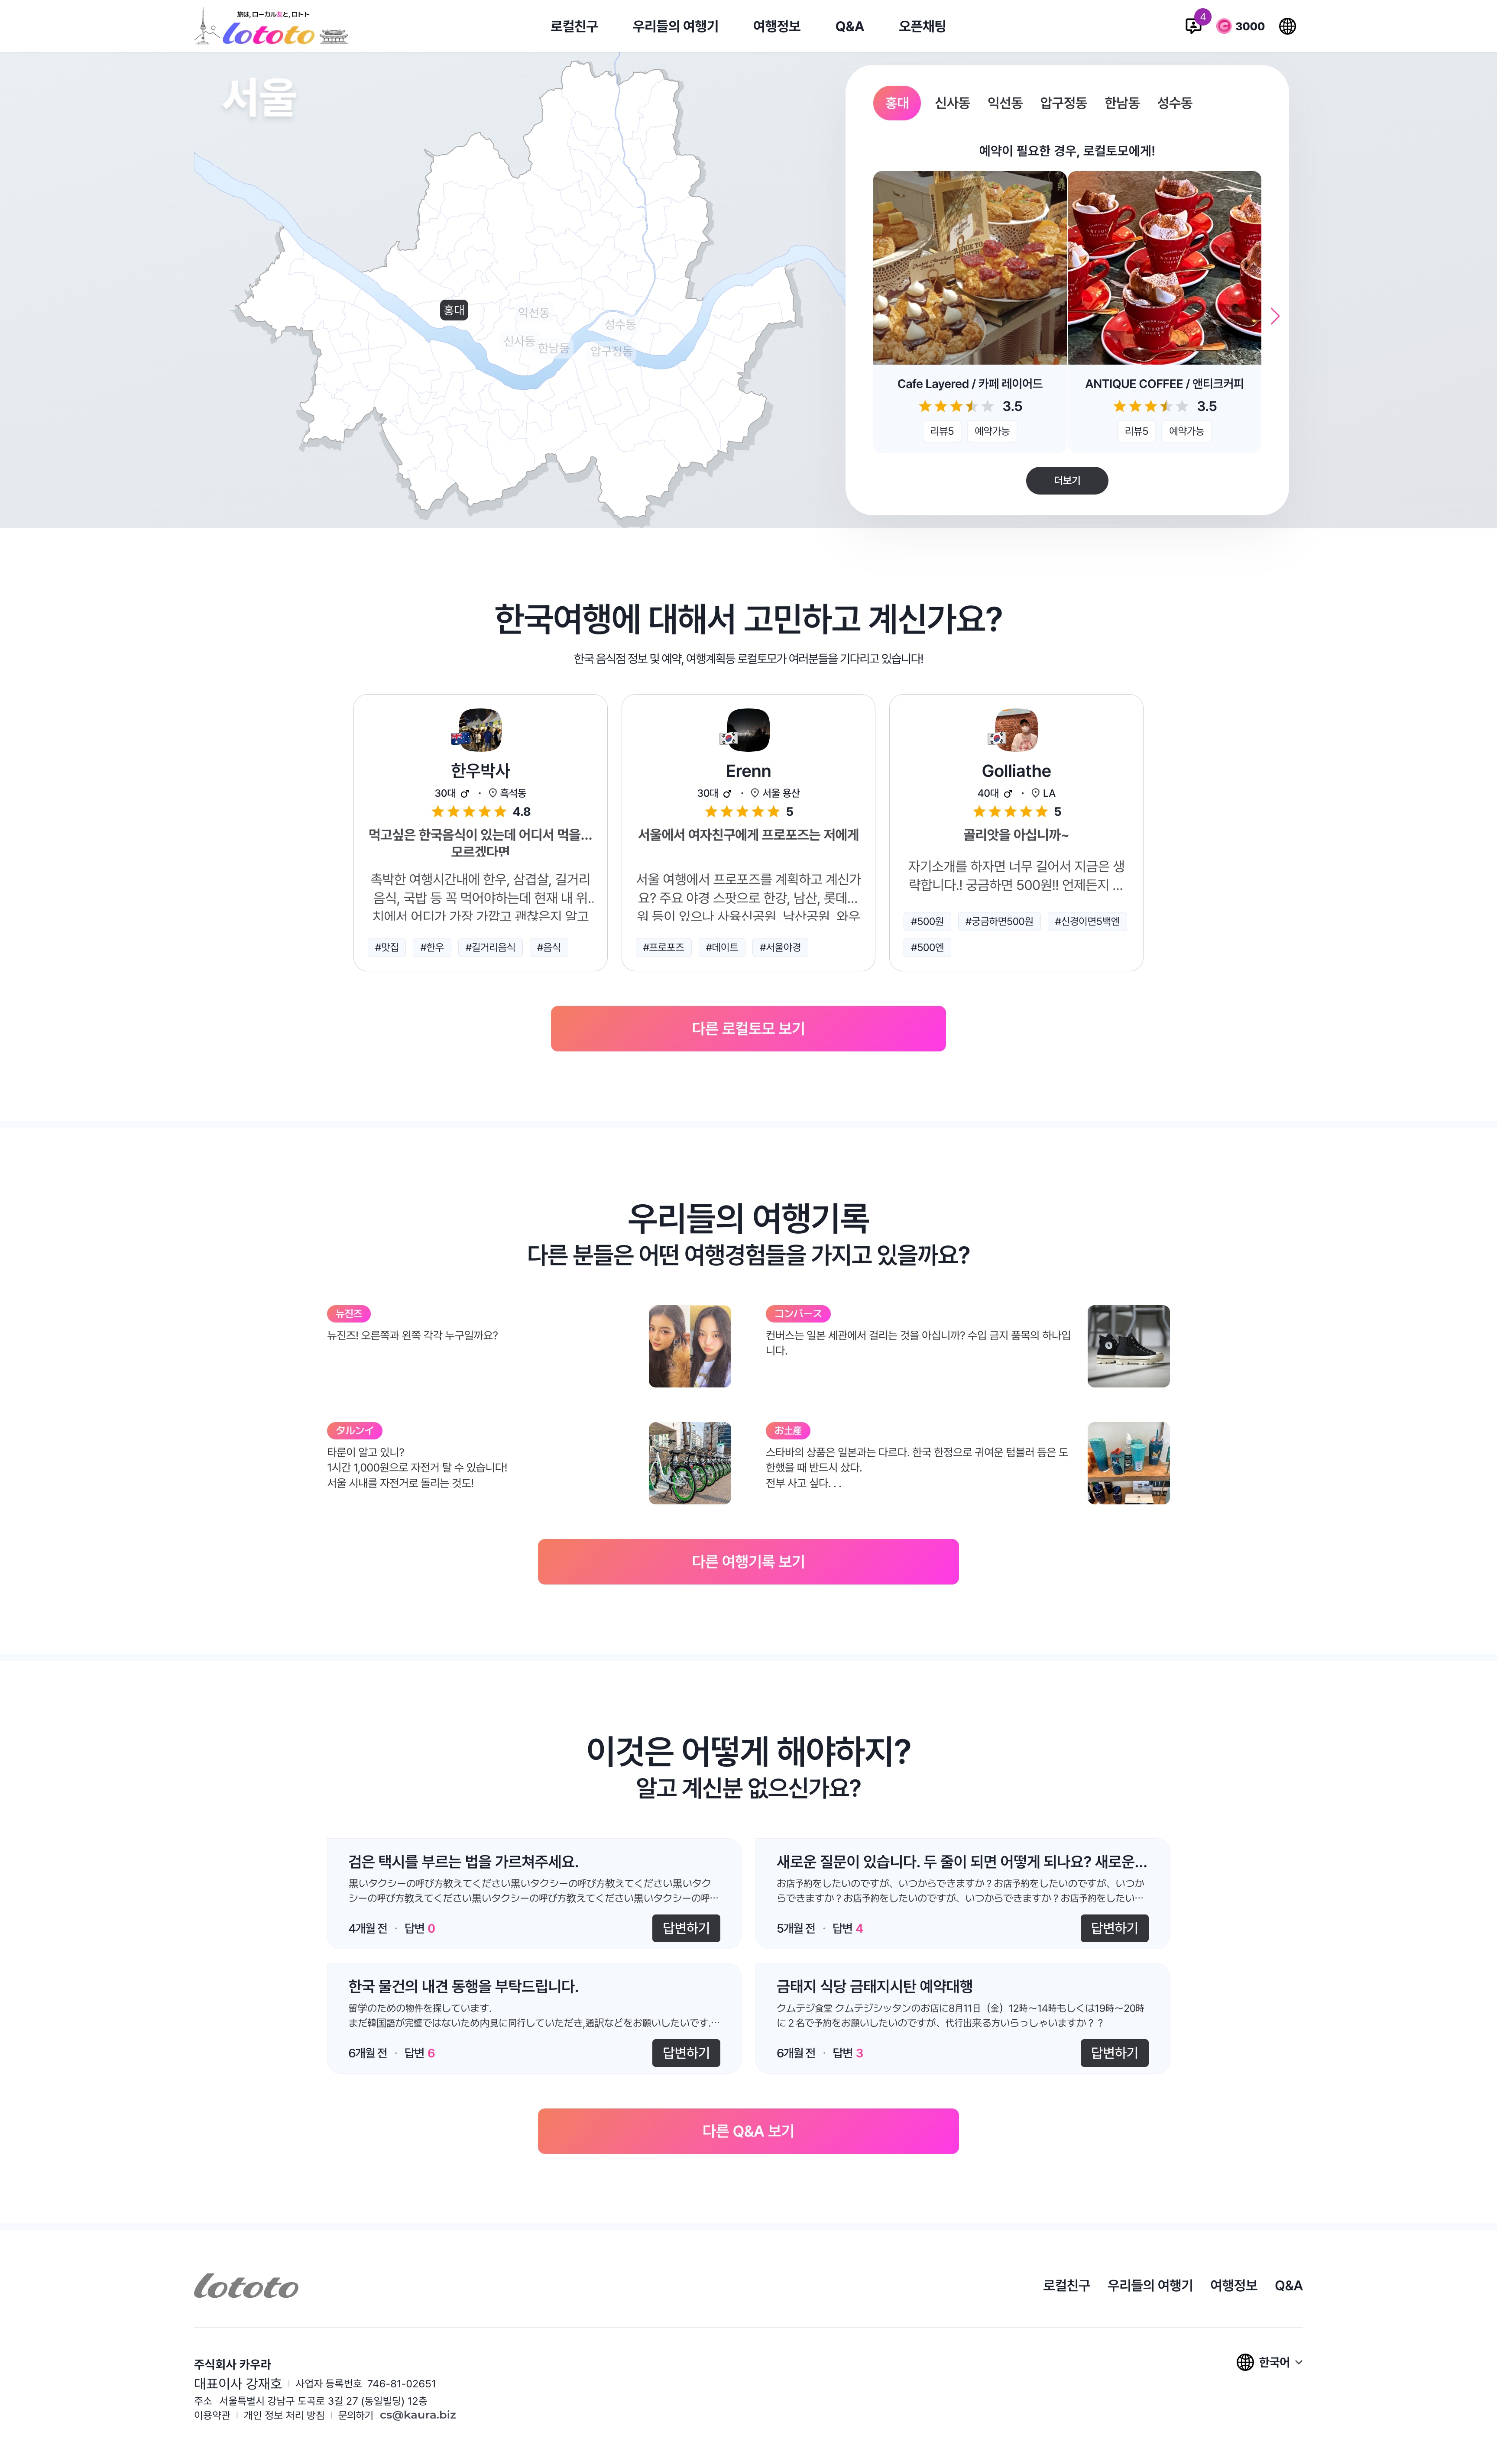 旅は, ローカル友と, ロトト
lototo
로컬친구
우리들의 여행기
여행정보
Q&A
오픈채팅
4
3000
서울
홍대
익선동
성수동
신사동
한남동
압구정동
홍대
신사동
익선동
압구정동
한남동
성수동
예약이 필요한 경우, 로컬토모에게!
Cafe Layered / 카페 레이어드
3.5
리뷰5
예약가능
ANTIQUE COFFEE / 앤티크커피
3.5
리뷰5
예약가능
더보기
한국여행에 대해서 고민하고 계신가요?
한국 음식점 정보 및 예약, 여행계획등 로컬토모가 여러분들을 기다리고 있습니다!
한우박사
30대 ・ 흑석동
4.8
먹고싶은 한국음식이 있는데 어디서 먹을...
모르겠다면
촉박한 여행시간내에 한우, 삼겹살, 길거리
음식, 국밥 등 꼭 먹어야하는데 현재 내 위..
치에서 어디가 가장 가깝고 괜찮은지 알고
#맛집
#한우
#길거리음식
#음식
Erenn
30대 ・ 서울 용산
5
서울에서 여자친구에게 프로포즈는 저에게
서울 여행에서 프로포즈를 계획하고 계신가
요? 주요 야경 스팟으로 한강, 남산, 롯데...
워 등이 있으나 사육신공원, 낙산공원, 와우
#프로포즈
#데이트
#서울야경
Golliathe
40대 ・ LA
5
골리앗을 아십니까~
자기소개를 하자면 너무 길어서 지금은 생
략합니다.! 궁금하면 500원!! 언제든지 ...
#500원
#궁금하면500원
#신경이면5백엔
#500엔
다른 로컬토모 보기
우리들의 여행기록
다른 분들은 어떤 여행경험들을 가지고 있을까요?
뉴진즈
뉴진즈! 오른쪽과 왼쪽 각각 누구일까요?
コンバース
컨버스는 일본 세관에서 걸리는 것을 아십니까? 수입 금지 품목의 하나입
니다.
タルンイ
타룬이 알고 있니?
1시간 1,000원으로 자전거 탈 수 있습니다!
서울 시내를 자전거로 돌리는 것도!
お土産
스타바의 상품은 일본과는 다르다. 한국 한정으로 귀여운 텀블러 등은 도
한했을 때 반드시 샀다.
전부 사고 싶다. . .
다른 여행기록 보기
이것은 어떻게 해야하지?
알고 계신분 없으신가요?
검은 택시를 부르는 법을 가르쳐주세요.
黒いタクシーの呼び方教えてください黒いタクシーの呼び方教えてください黒いタク
シーの呼び方教えてください黒いタクシーの呼び方教えてください黒いタクシーの呼…
4개월 전 ・ 답변 0
답변하기
새로운 질문이 있습니다. 두 줄이 되면 어떻게 되나요? 새로운...
お店予約をしたいのですが、いつからできますか？お店予約をしたいのですが、いつか
らできますか？お店予約をしたいのですが、いつからできますか？お店予約をしたい…
5개월 전 ・ 답변 4
답변하기
한국 물건의 내견 동행을 부탁드립니다.
留学のための物件を探しています.
まだ韓国語が完璧ではないため内見に同行していただき,通訳などをお願いしたいです.…
6개월 전 ・ 답변 6
답변하기
금태지 식당 금태지시탄 예약대행
クムテジ食堂 クムテジシッタンのお店に8月11日（金）12時〜14時もしくは19時〜20時
に２名で予約をお願いしたいのですが、代行出来る方いらっしゃいますか？？
6개월 전 ・ 답변 3
답변하기
다른 Q&A 보기
lototo
로컬친구
우리들의 여행기
여행정보
Q&A
주식회사 카우라
대표이사 강재호 | 사업자 등록번호 746-81-02651
주소 서울특별시 강남구 도곡로 3길 27 (동일빌딩) 12층
이용약관 | 개인 정보 처리 방침 | 문의하기 cs@kaura.biz
한국어